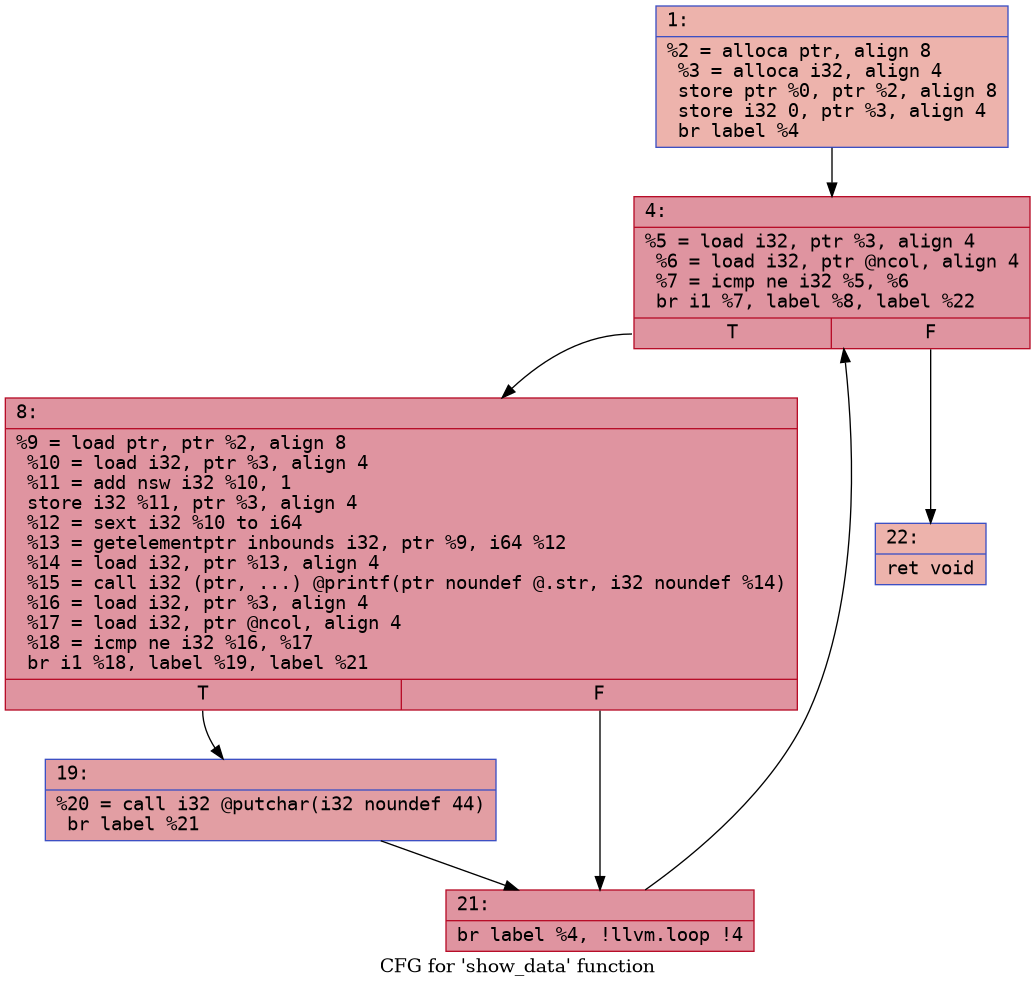 1:
%2 = alloca ptr, align 8
%3 = alloca i32, align 4
store ptr %0, ptr %2, align 8
store i32 0, ptr %3, align 4
br label %4
4:
%5 = load i32, ptr %3, align 4
%6 = load i32, ptr @ncol, align 4
%7 = icmp ne i32 %5, %6
br i1 %7, label %8, label %22
T F
8:
%9 = load ptr, ptr %2, align 8
%10 = load i32, ptr %3, align 4
%11 = add nsw i32 %10, 1
store i32 %11, ptr %3, align 4
%12 = sext i32 %10 to i64
%13 = getelementptr inbounds i32, ptr %9, i64 %12
%14 = load i32, ptr %13, align 4
%15 = call i32 (ptr, ...) @printf(ptr noundef @.str, i32 noundef %14)
%16 = load i32, ptr %3, align 4
%17 = load i32, ptr @ncol, align 4
%18 = icmp ne i32 %16, %17
br i1 %18, label %19, label %21
T F
22:
ret void
19:
%20 = call i32 @putchar(i32 noundef 44)
br label %21
21:
br label %4, !llvm.loop !4
CFG for 'show_data' function